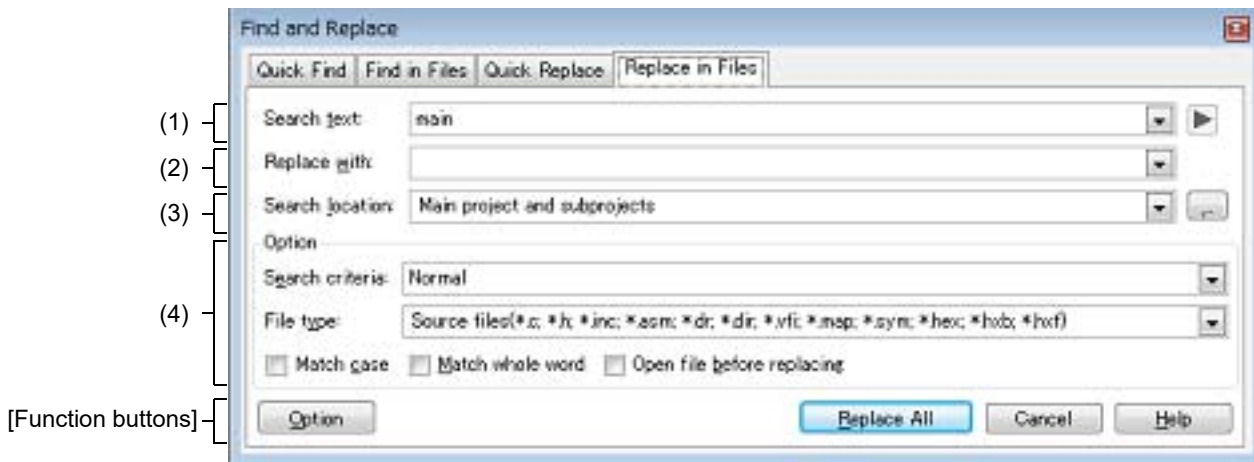 Find and Replace
Quick Find Find in Files Quick Replace Replace in Files
(1) Search text: main
(2) Replace with:
(3) Search location: Main project and subprojects ...
Option
Search criteria: Normal
(4) File type: Source files(*.c; *.h; *.inc; *.asm; *.dr; *.dir; *.vfi; *.map; *.sym; *.hex; *.hxb; *.hxf)
Match case Match whole word Open file before replacing
[Function buttons] Option Replace All Cancel Help